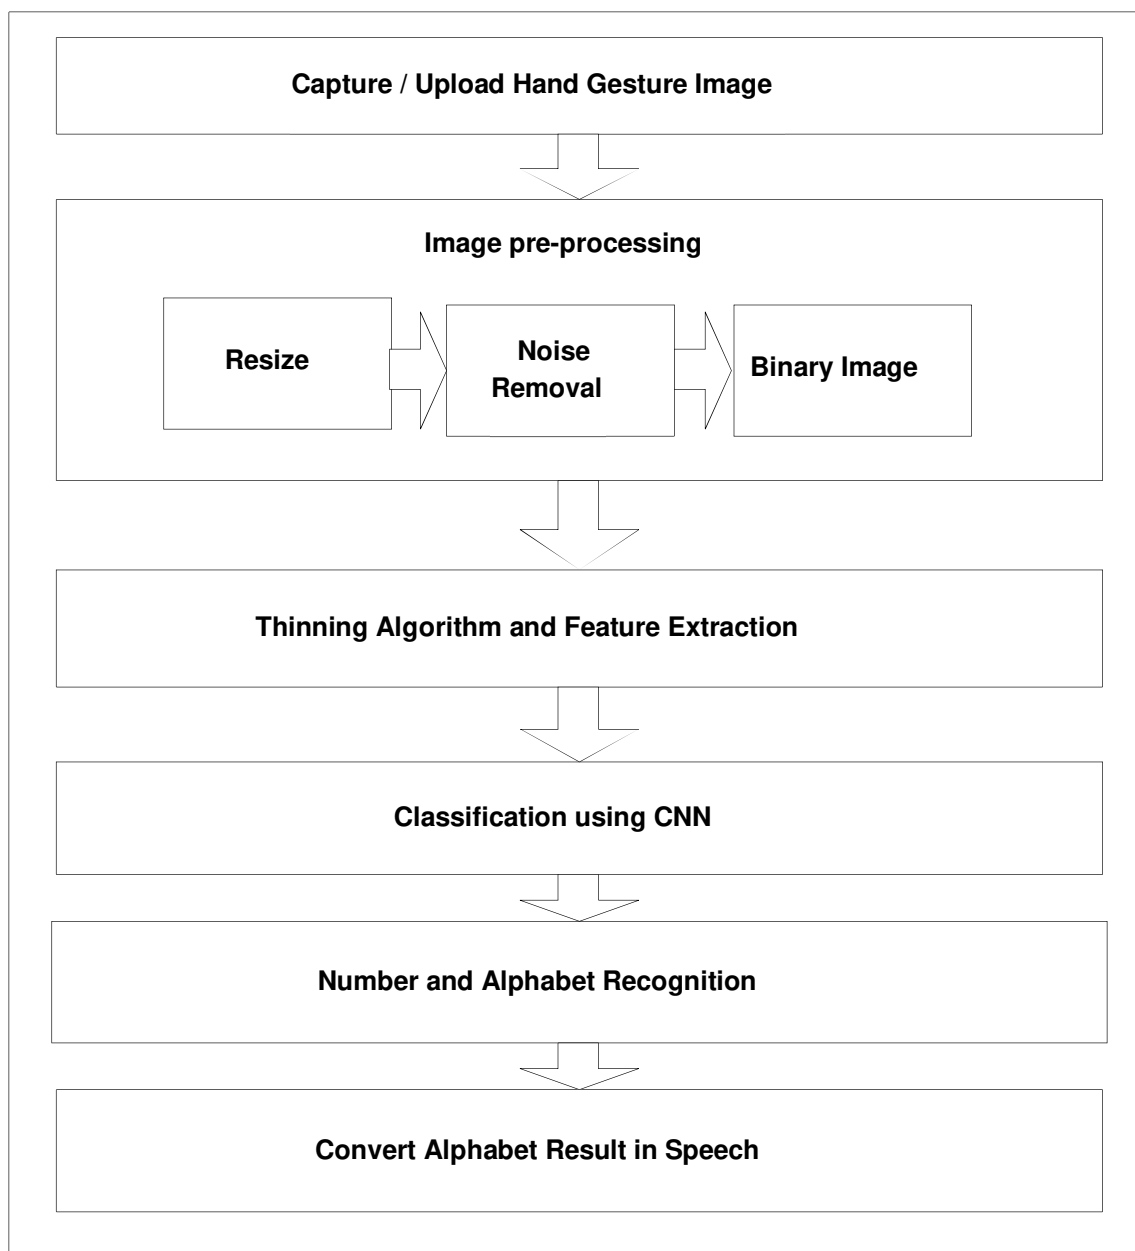 Capture / Upload Hand Gesture Image
Image pre-processing
Resize
Noise
Removal
Binary Image
Thinning Algorithm and Feature Extraction
Classification using CNN
Number and Alphabet Recognition
Convert Alphabet Result in Speech